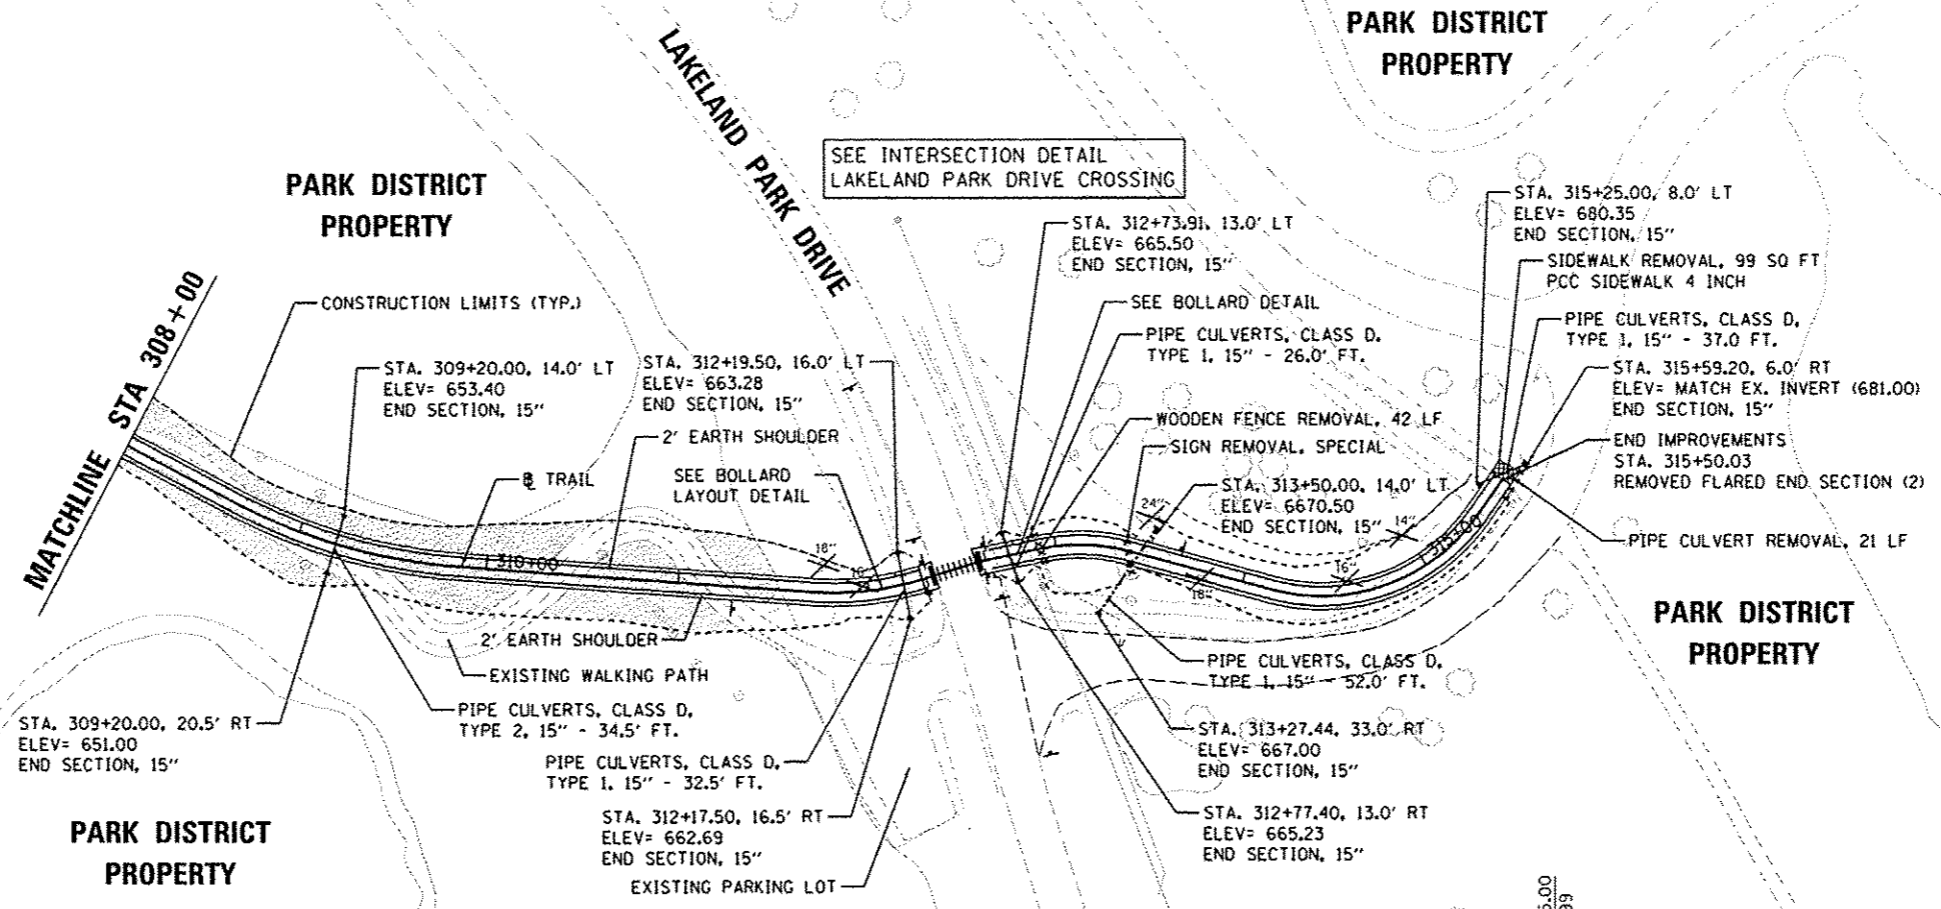 PARK DISTRICT
PROPERTY
LAKELAND PARK DRIVE
SEE INTERSECTION DETAIL
LAKELAND PARK DRIVE CROSSING
PARK DISTRICT
PROPERTY
STA. 315+25.00, 8.0' LT
ELEV= 680.35
END SECTION, 15"
STA. 312+73.91, 13.0' LT
ELEV= 665.50
END SECTION, 15"
SIDEWALK REMOVAL, 99 SQ FT
PCC SIDEWALK 4 INCH
CONSTRUCTION LIMITS (TYP.)
SEE BOLLARD DETAIL
PIPE CULVERTS, CLASS D,
TYPE 1, 15" - 26.0' FT.
PIPE CULVERTS, CLASS D,
TYPE 1, 15" - 37.0 FT.
MATCHLINE STA 308+00
STA. 309+20.00, 14.0' LT
ELEV= 653.40
END SECTION, 15"
STA. 312+19.50, 16.0' LT
ELEV= 663.28
END SECTION, 15"
STA. 315+59.20, 6.0' RT
ELEV= MATCH EX. INVERT (681.00)
END SECTION, 15"
WOODEN FENCE REMOVAL, 42 LF
2' EARTH SHOULDER
SIGN REMOVAL, SPECIAL
END IMPROVEMENTS
STA. 315+50.03
REMOVED FLARED END SECTION (2)
℄ TRAIL
SEE BOLLARD
LAYOUT DETAIL
STA. 313+50.00, 14.0' LT
ELEV= 6670.50
END SECTION, 15"
24"
14"
PIPE CULVERT REMOVAL, 21 LF
310+00
18"
315+00
16"
18"
2' EARTH SHOULDER
EXISTING WALKING PATH
PARK DISTRICT
PROPERTY
PIPE CULVERTS, CLASS D,
TYPE 1, 15" - 52.0' FT.
STA. 309+20.00, 20.5' RT
ELEV= 651.00
END SECTION, 15"
PIPE CULVERTS, CLASS D,
TYPE 2, 15" - 34.5' FT.
STA. 313+27.44, 33.0' RT
ELEV= 667.00
END SECTION, 15"
PIPE CULVERTS, CLASS D,
TYPE 1, 15" - 32.5' FT.
STA. 312+17.50, 16.5' RT
ELEV= 662.69
END SECTION, 15"
STA. 312+77.40, 13.0' RT
ELEV= 665.23
END SECTION, 15"
PARK DISTRICT
PROPERTY
EXISTING PARKING LOT